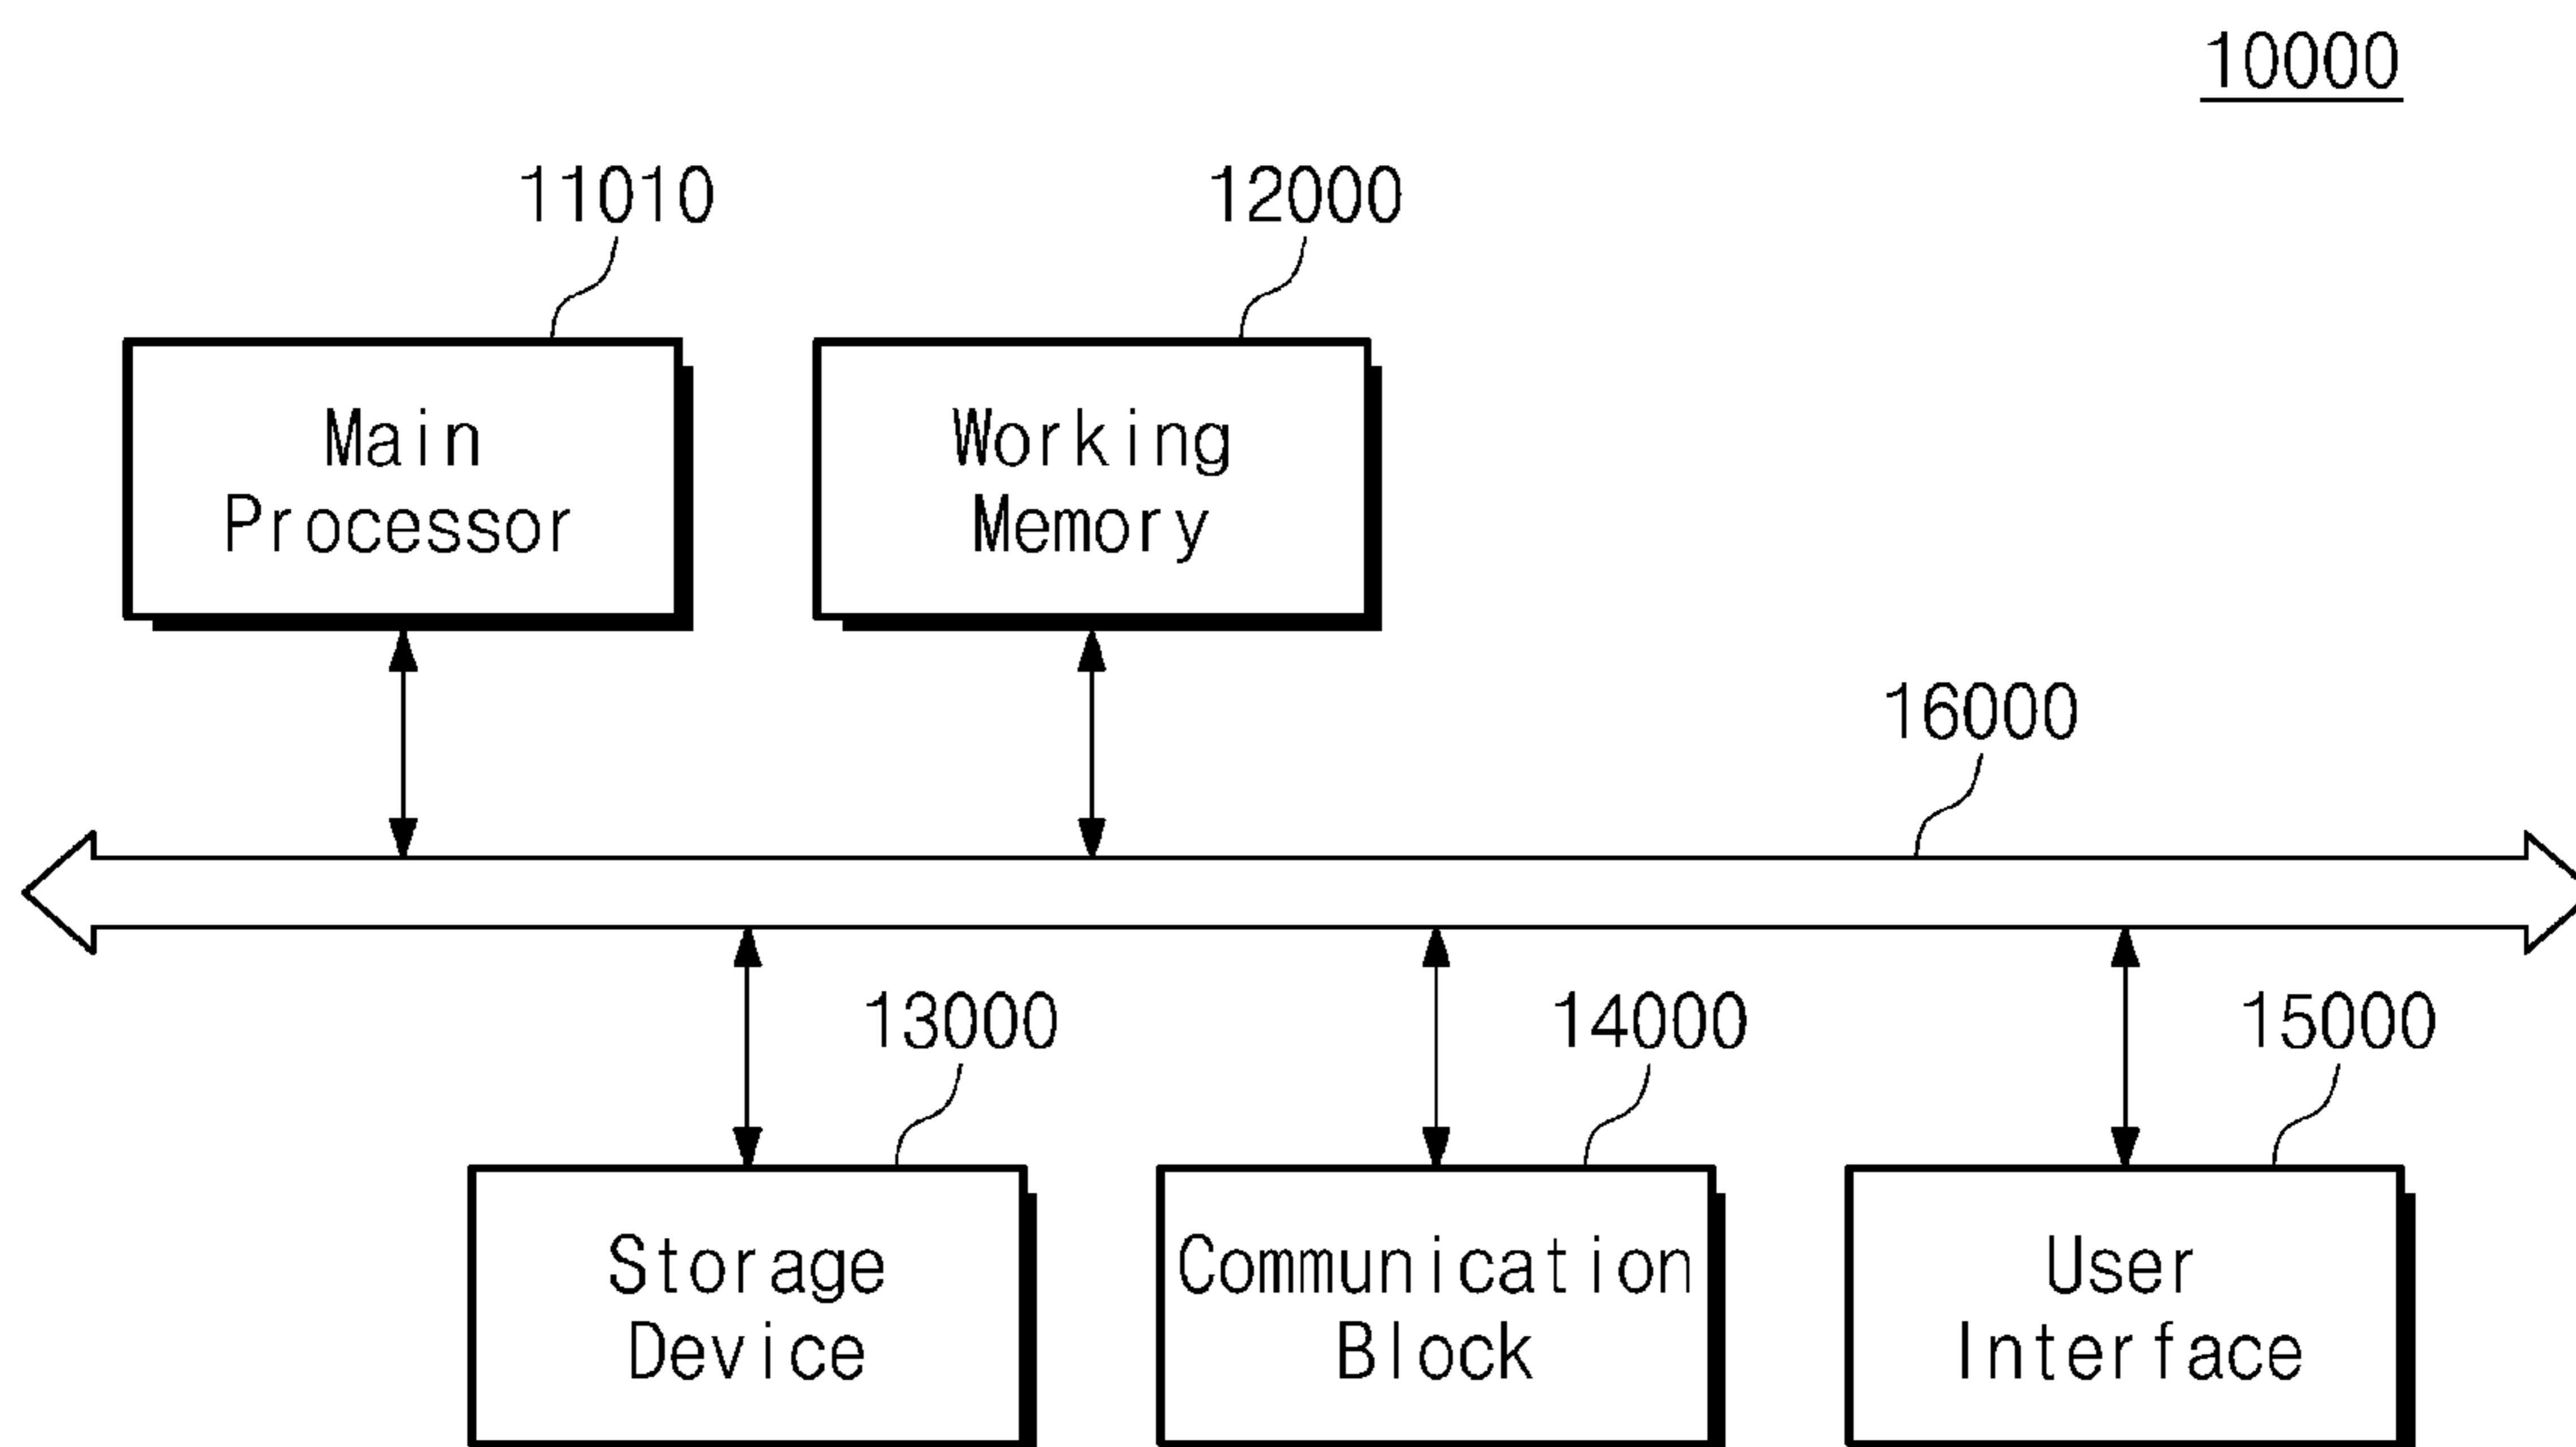 10000
11010
12000
Main
Processor
Working
Memory
16000
13000
14000
15000
Storage
Device
Communication
Block
User
Interface